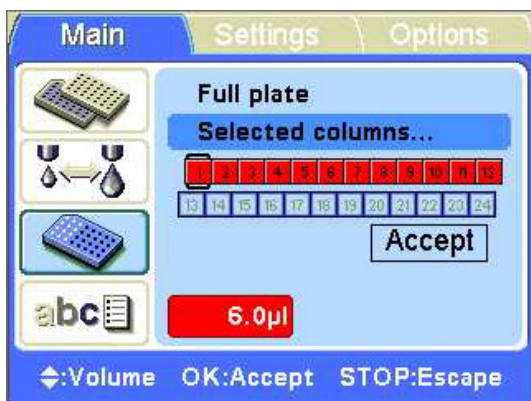 Main Settings Options
Full plate
Selected columns...
1 2 3 4 5 6 7 8 9 10 11 12
13 14 15 16 17 18 19 20 21 22 23 24
Accept
abc
6.0µl
:Volume OK:Accept STOP:Escape